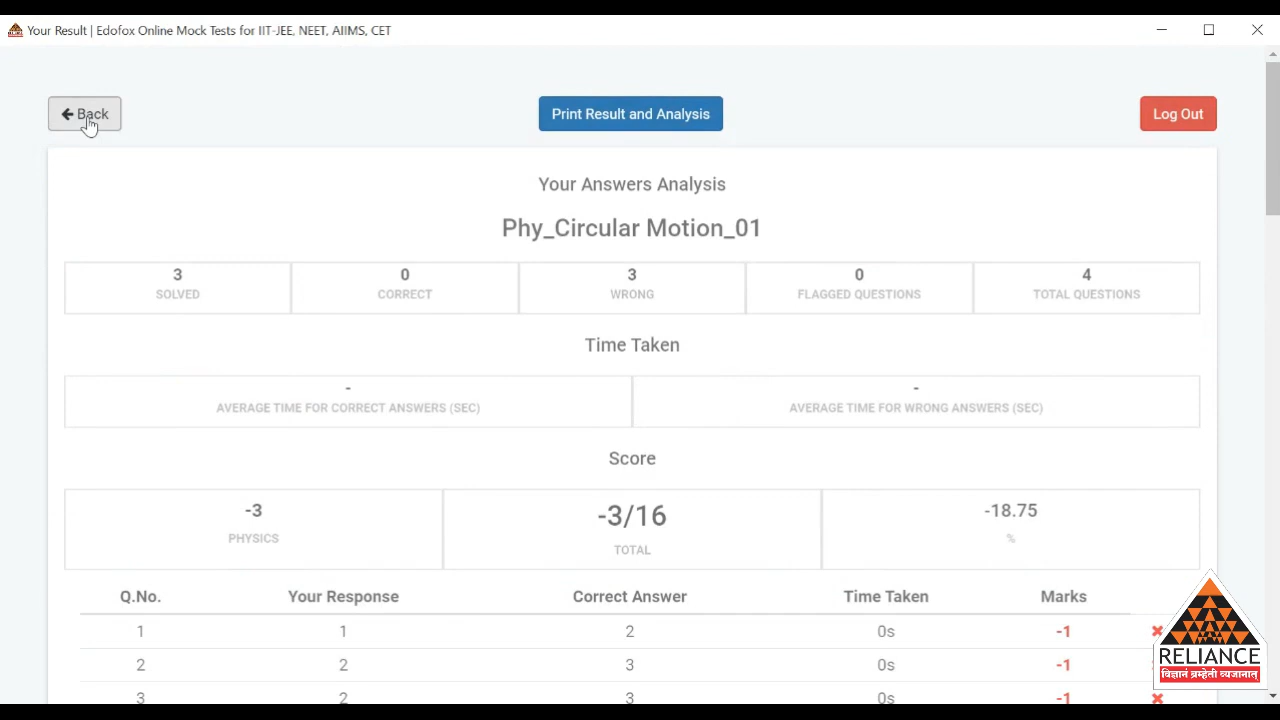 Your Result | Edofox Online Mock Tests for IIT-JEE, NEET, AIIMS, CET
Back
Print Result and Analysis
Log Out
Your Answers Analysis
Phy_Circular Motion_01
3 0 3 0 4
SOLVED CORRECT WRONG FLAGGED QUESTIONS TOTAL QUESTIONS
Time Taken
- -
AVERAGE TIME FOR CORRECT ANSWERS (SEC) AVERAGE TIME FOR WRONG ANSWERS (SEC)
Score
-3 -3/16 -18.75
PHYSICS TOTAL %
Q.No. Your Response Correct Answer Time Taken Marks
1 1 2 0s -1
2 2 3 0s -1
3 2 3 0s -1
RELIANCE
विज्ञानं ब्रम्हेती व्यजानात्